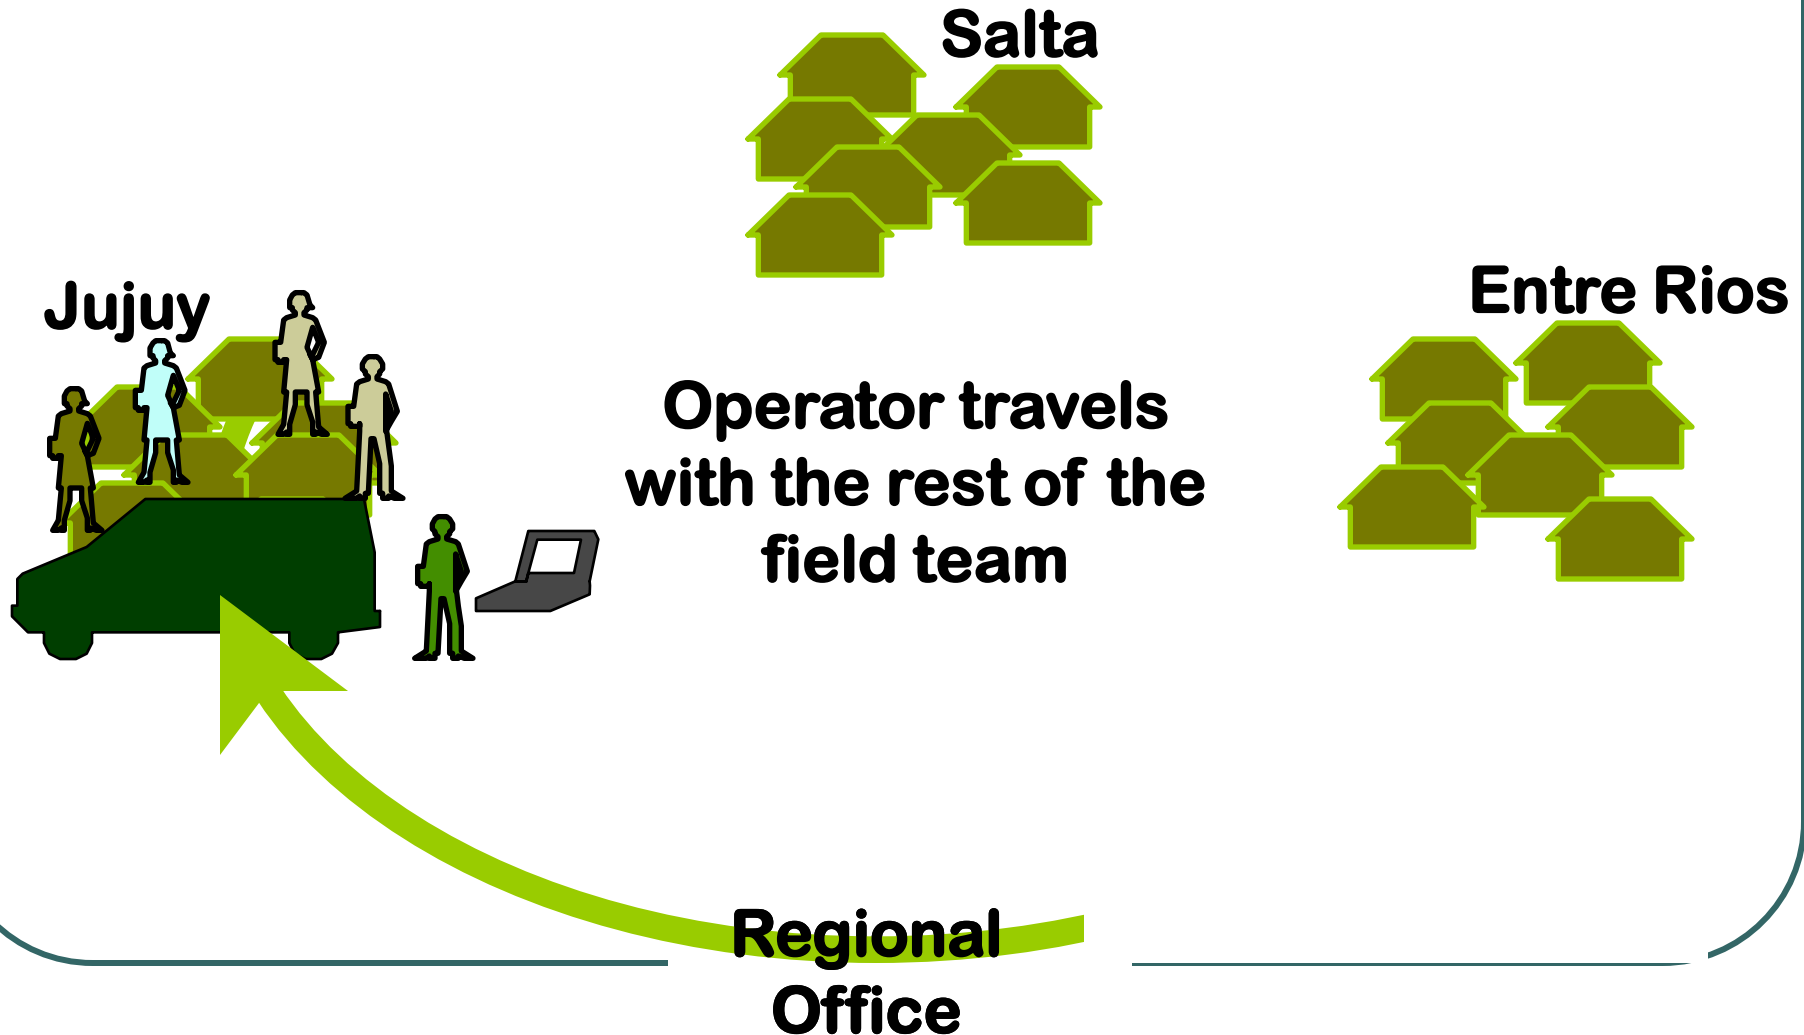 Salta
Jujuy
Entre Rios
Operator travels
with the rest of the
field team
Regional
Office